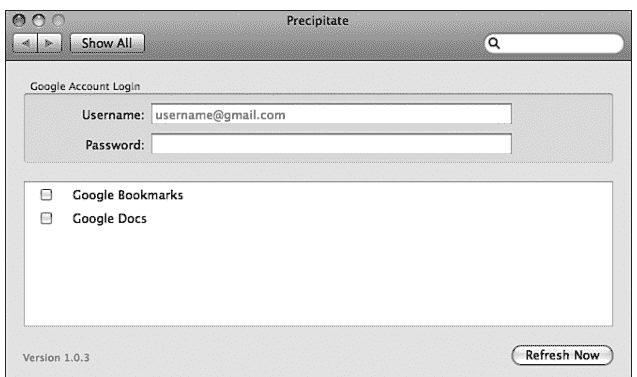 Precipitate
Show All
Google Account Login
Username: username@gmail.com
Password:
Google Bookmarks
Google Docs
Version 1.0.3
Refresh Now